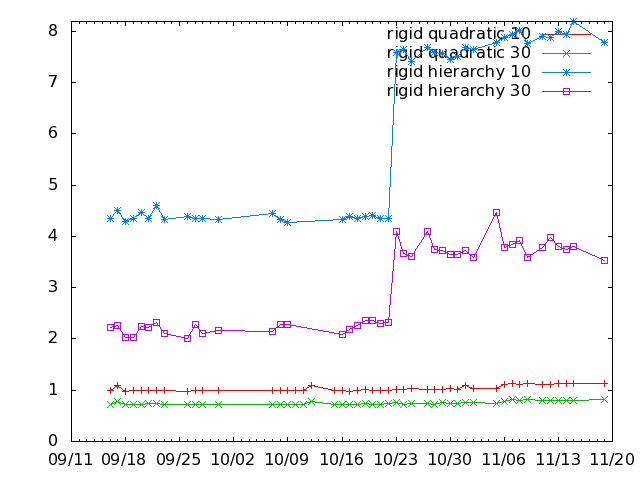 8
7
6
5
4
3
2
1
0
rigid quadratic 10
rigid quadratic 30
rigid hierarchy 10
rigid hierarchy 30
09/11 09/18 09/25 10/02 10/09 10/16 10/23 10/30 11/06 11/13 11/20